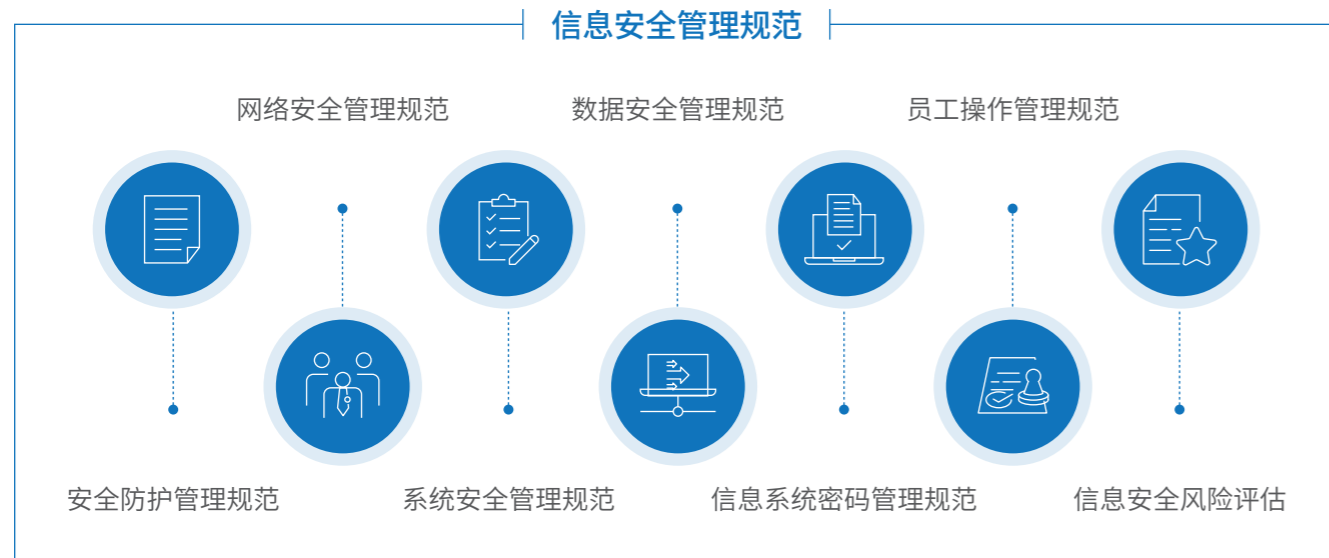 信息安全管理规范
网络安全管理规范
数据安全管理规范
员工操作管理规范
安全防护管理规范
系统安全管理规范
信息系统密码管理规范
信息安全风险评估